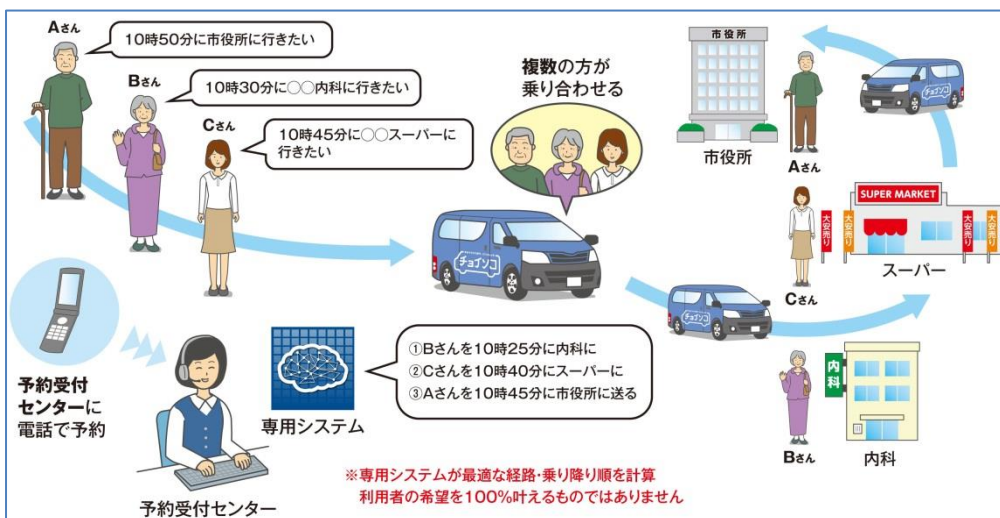 Aさん
10時50分に市役所に行きたい
Bさん
10時30分に○○内科に行きたい
Cさん
10時45分に○○スーパーに
行きたい
複数の方が
乗り合わせる
チョイソコ
市役所
市役所
Aさん
チョイソコ
SUPER MARKET
大安売り
大安売り
大安売り
大安売り
スーパー
Cさん
チョイソコ
内科
Bさん
内科
予約受付
センターに
電話で予約
予約受付センター
専用システム
①Bさんを10時25分に内科に
②Cさんを10時40分にスーパーに
③Aさんを10時45分に市役所に送る
※専用システムが最適な経路・乗り降り順を計算
利用者の希望を100%叶えるものではありません